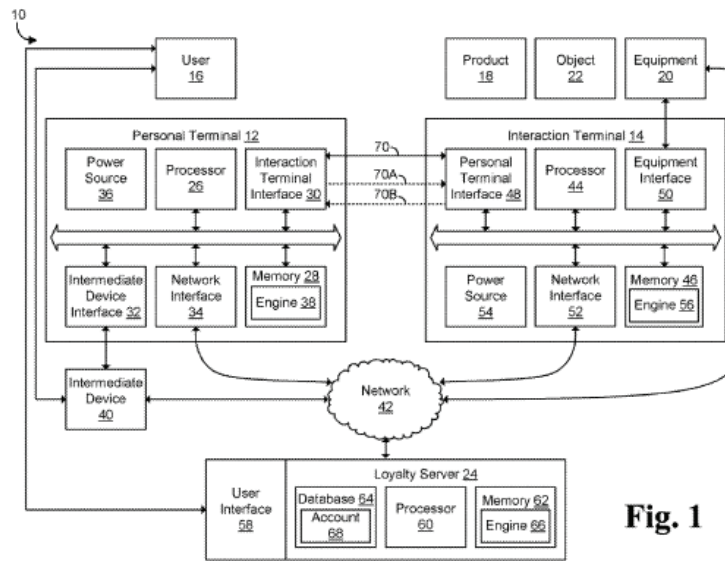 10
User
16
Product
18
Object
22
Equipment
20
Personal Terminal 12
Power
Source
36
Processor
26
Interaction
Terminal
Interface
30
70
70A
70B
Interaction Terminal 14
Personal
Terminal
Interface
48
Processor
44
Equipment
Interface
50
Intermediate
Device
Interface 32
Network
Interface
34
Memory 28
Engine 38
Power
Source
54
Network
Interface
52
Memory 46
Engine 56
Intermediate
Device
40
Network
42
User
Interface
58
Loyalty Server 24
Database 64
Account
68
Processor
60
Memory 62
Engine 66
Fig. 1